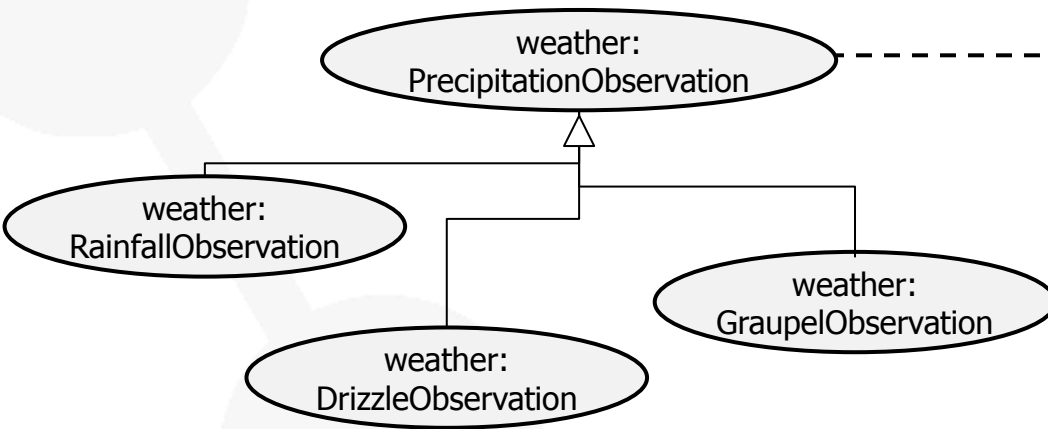 weather:
PrecipitationObservation
weather:
RainfallObservation
weather:
GraupelObservation
weather:
DrizzleObservation